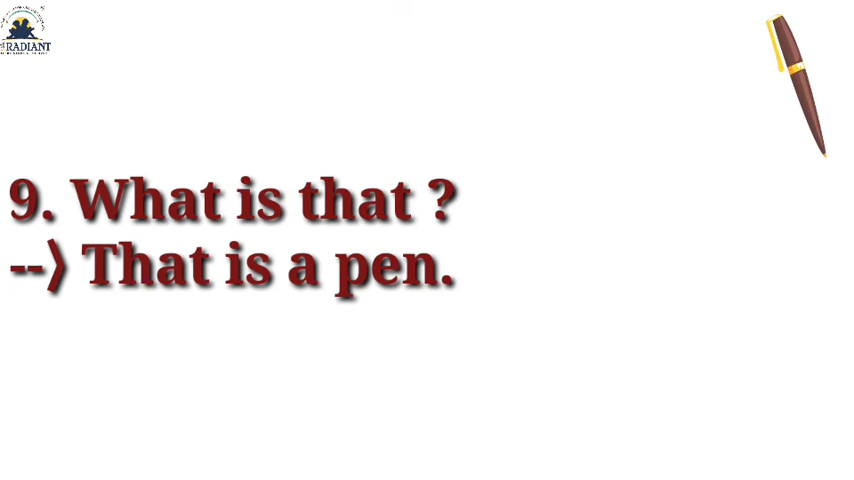 RADIANT
9. What is that ?
--⟩ That is a pen.